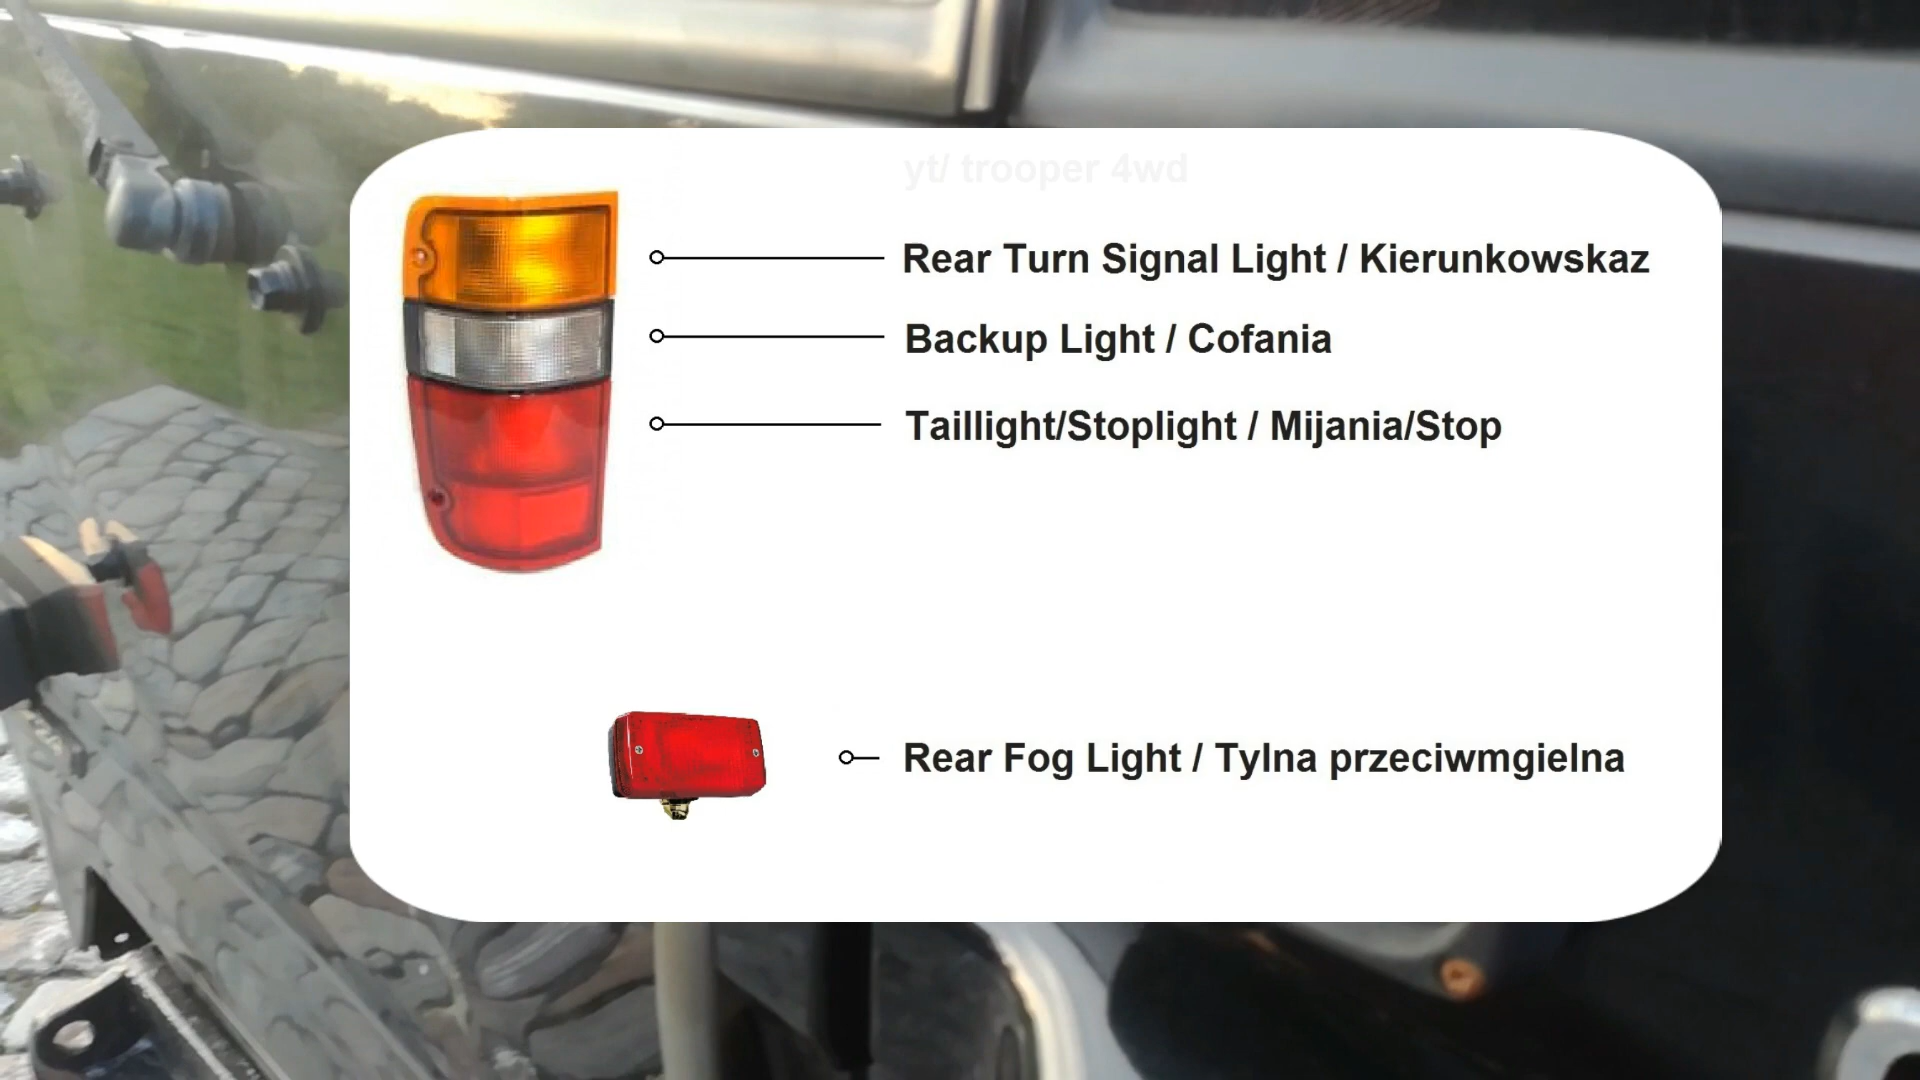 yt/ trooper 4wd
Rear Turn Signal Light / Kierunkowskaz
Backup Light / Cofania
Taillight/Stoplight / Mijania/Stop
Rear Fog Light / Tylna przeciwmgielna